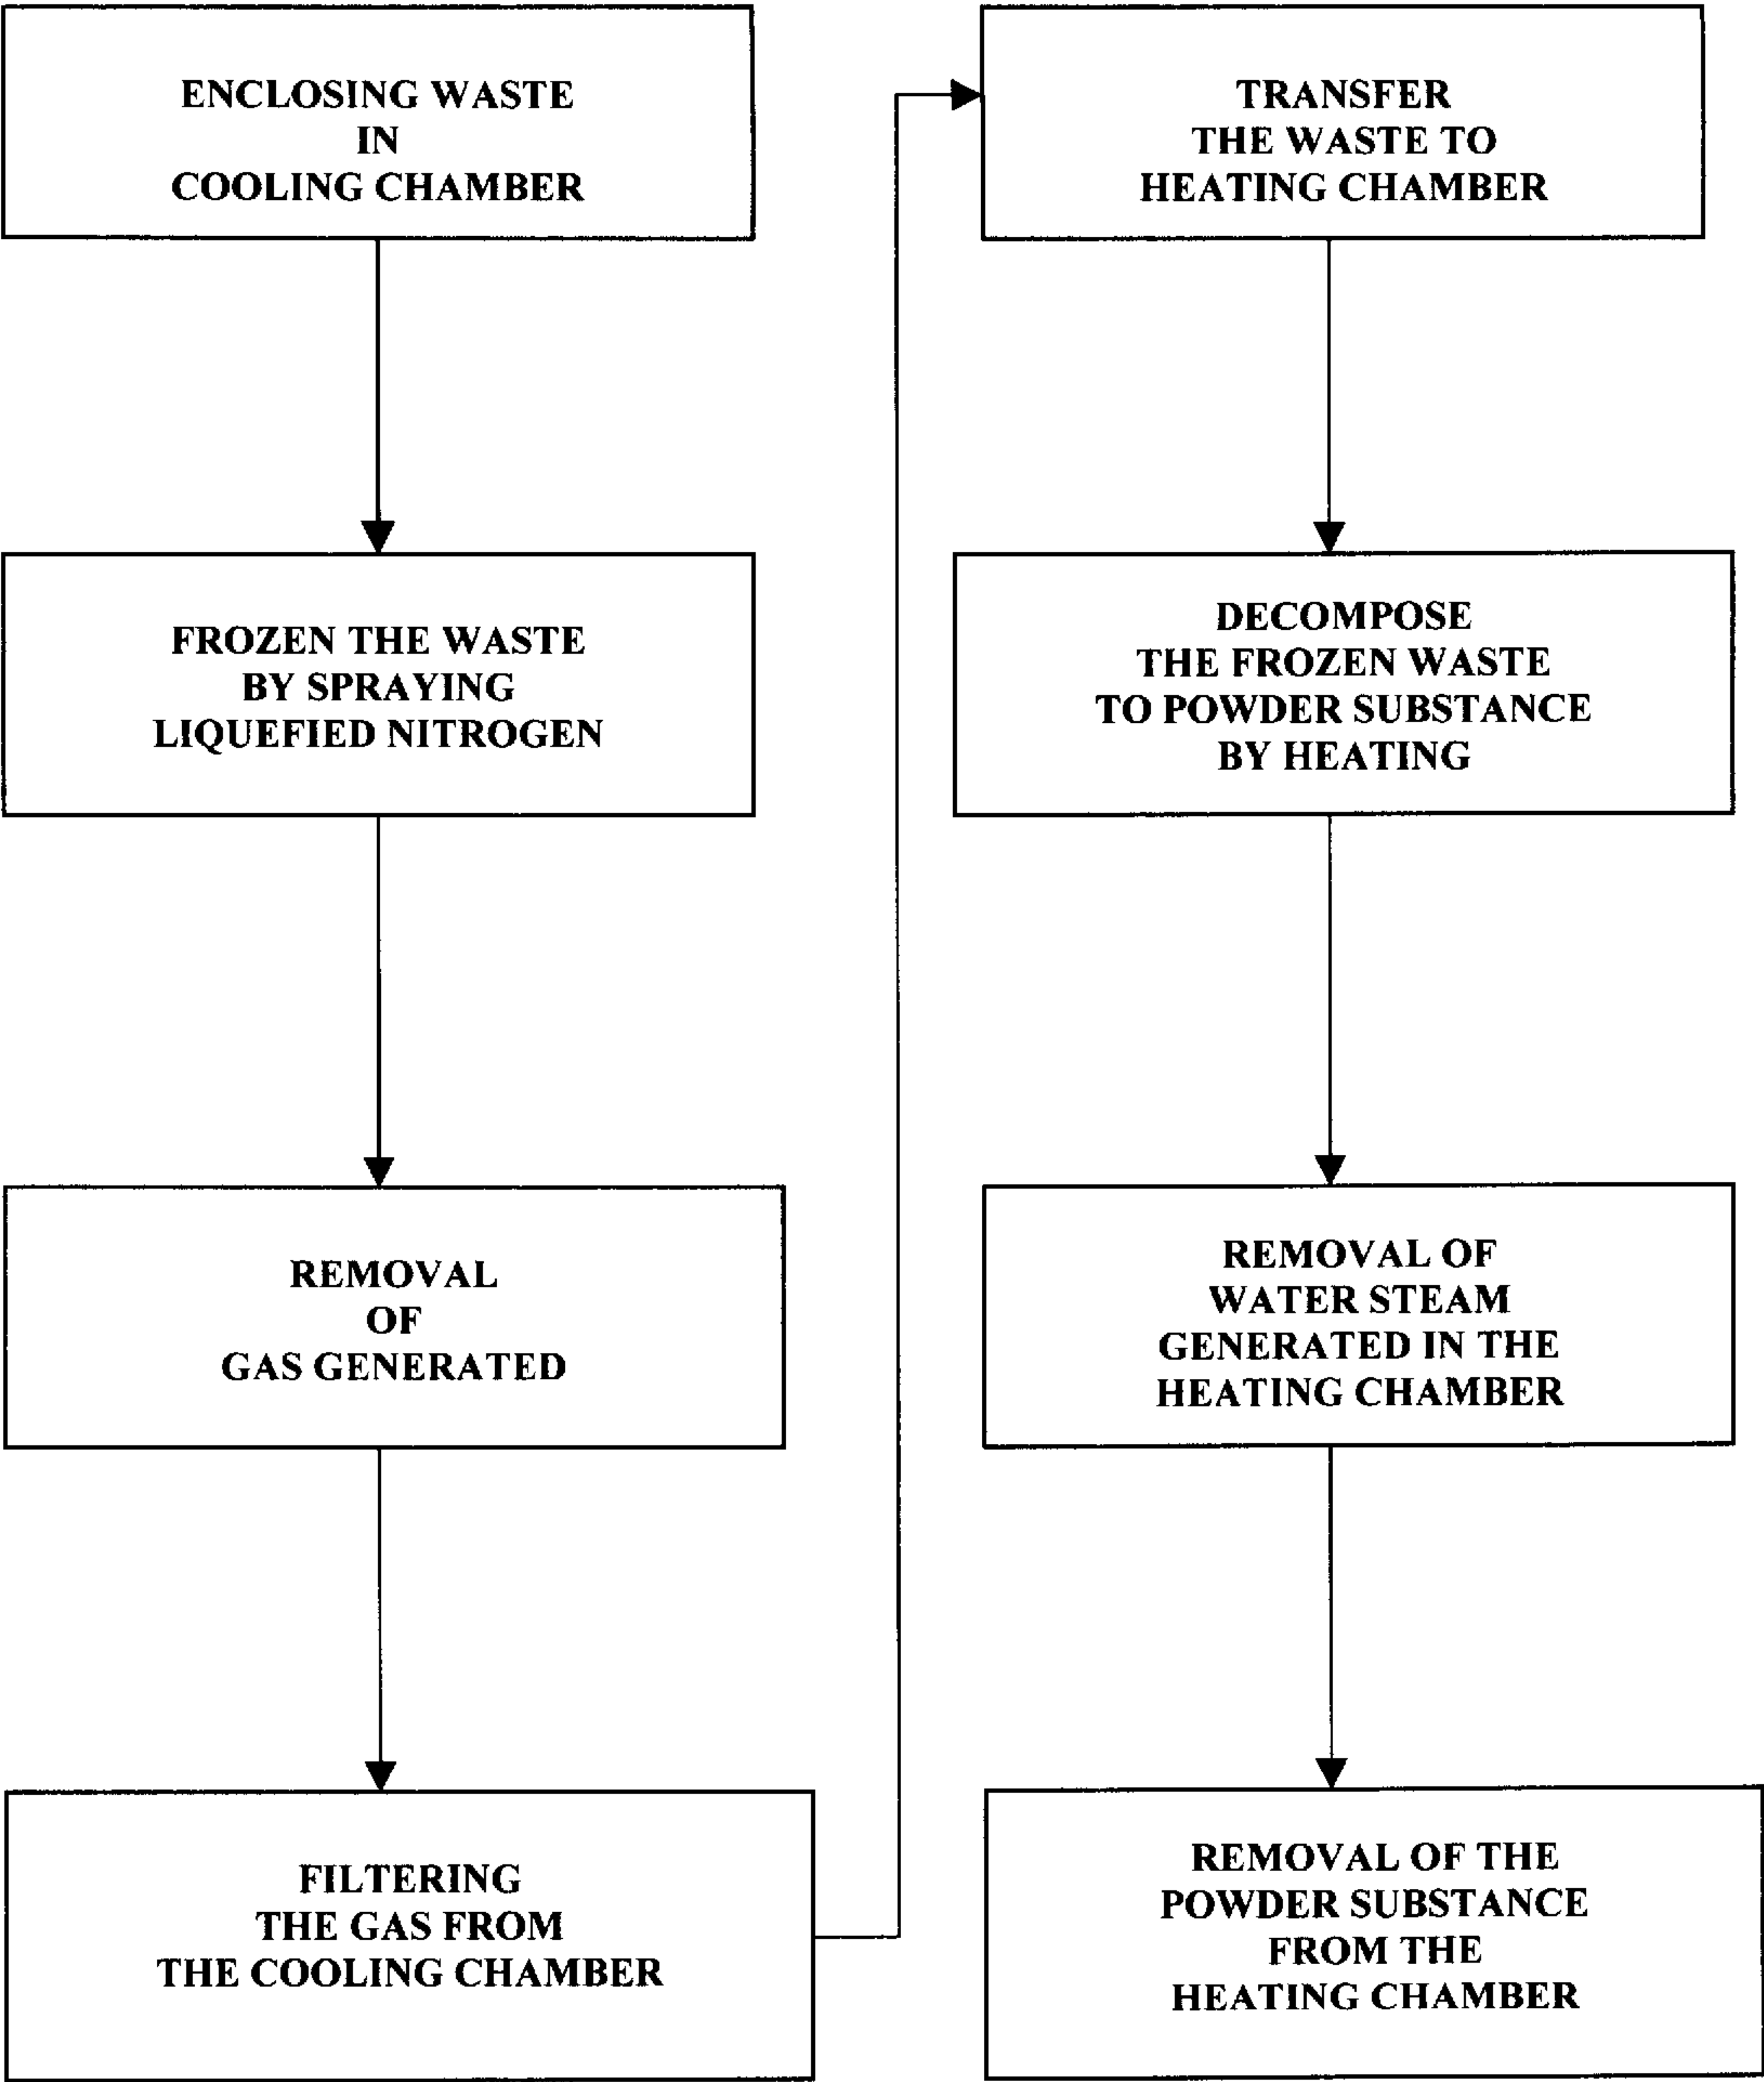 ENCLOSING WASTE
IN
COOLING CHAMBER
FROZEN THE WASTE
BY SPRAYING
LIQUEFIED NITROGEN
REMOVAL
OF
GAS GENERATED
FILTERING
THE GAS FROM
THE COOLING CHAMBER
TRANSFER
THE WASTE TO
HEATING CHAMBER
DECOMPOSE
THE FROZEN WASTE
TO POWDER SUBSTANCE
BY HEATING
REMOVAL OF
WATER STEAM
GENERATED IN THE
HEATING CHAMBER
REMOVAL OF THE
POWDER SUBSTANCE
FROM THE
HEATING CHAMBER